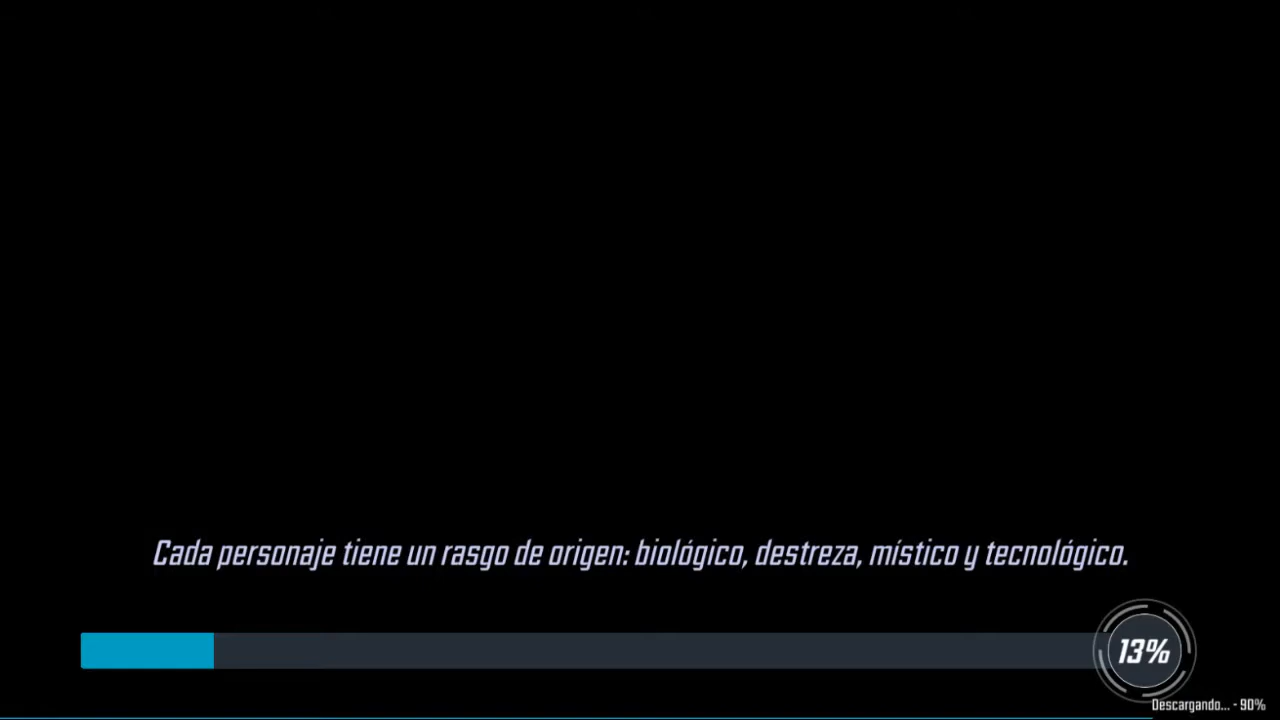 Cada personaje tiene un rasgo de origen: biológico, destreza, místico y tecnológico.
13%
Descargando... - 90%